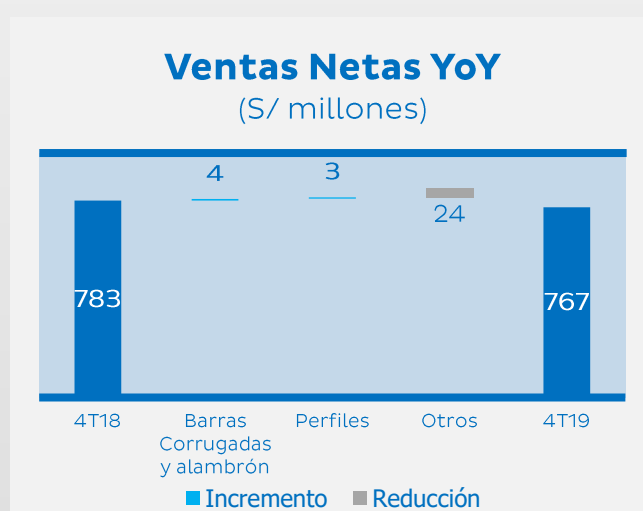 Ventas Netas YoY
(S/ millones)
4
3
24
783
767
4T18
Barras
Corrugadas
y alambrón
Perfiles
Otros
4T19
Incremento
Reducción